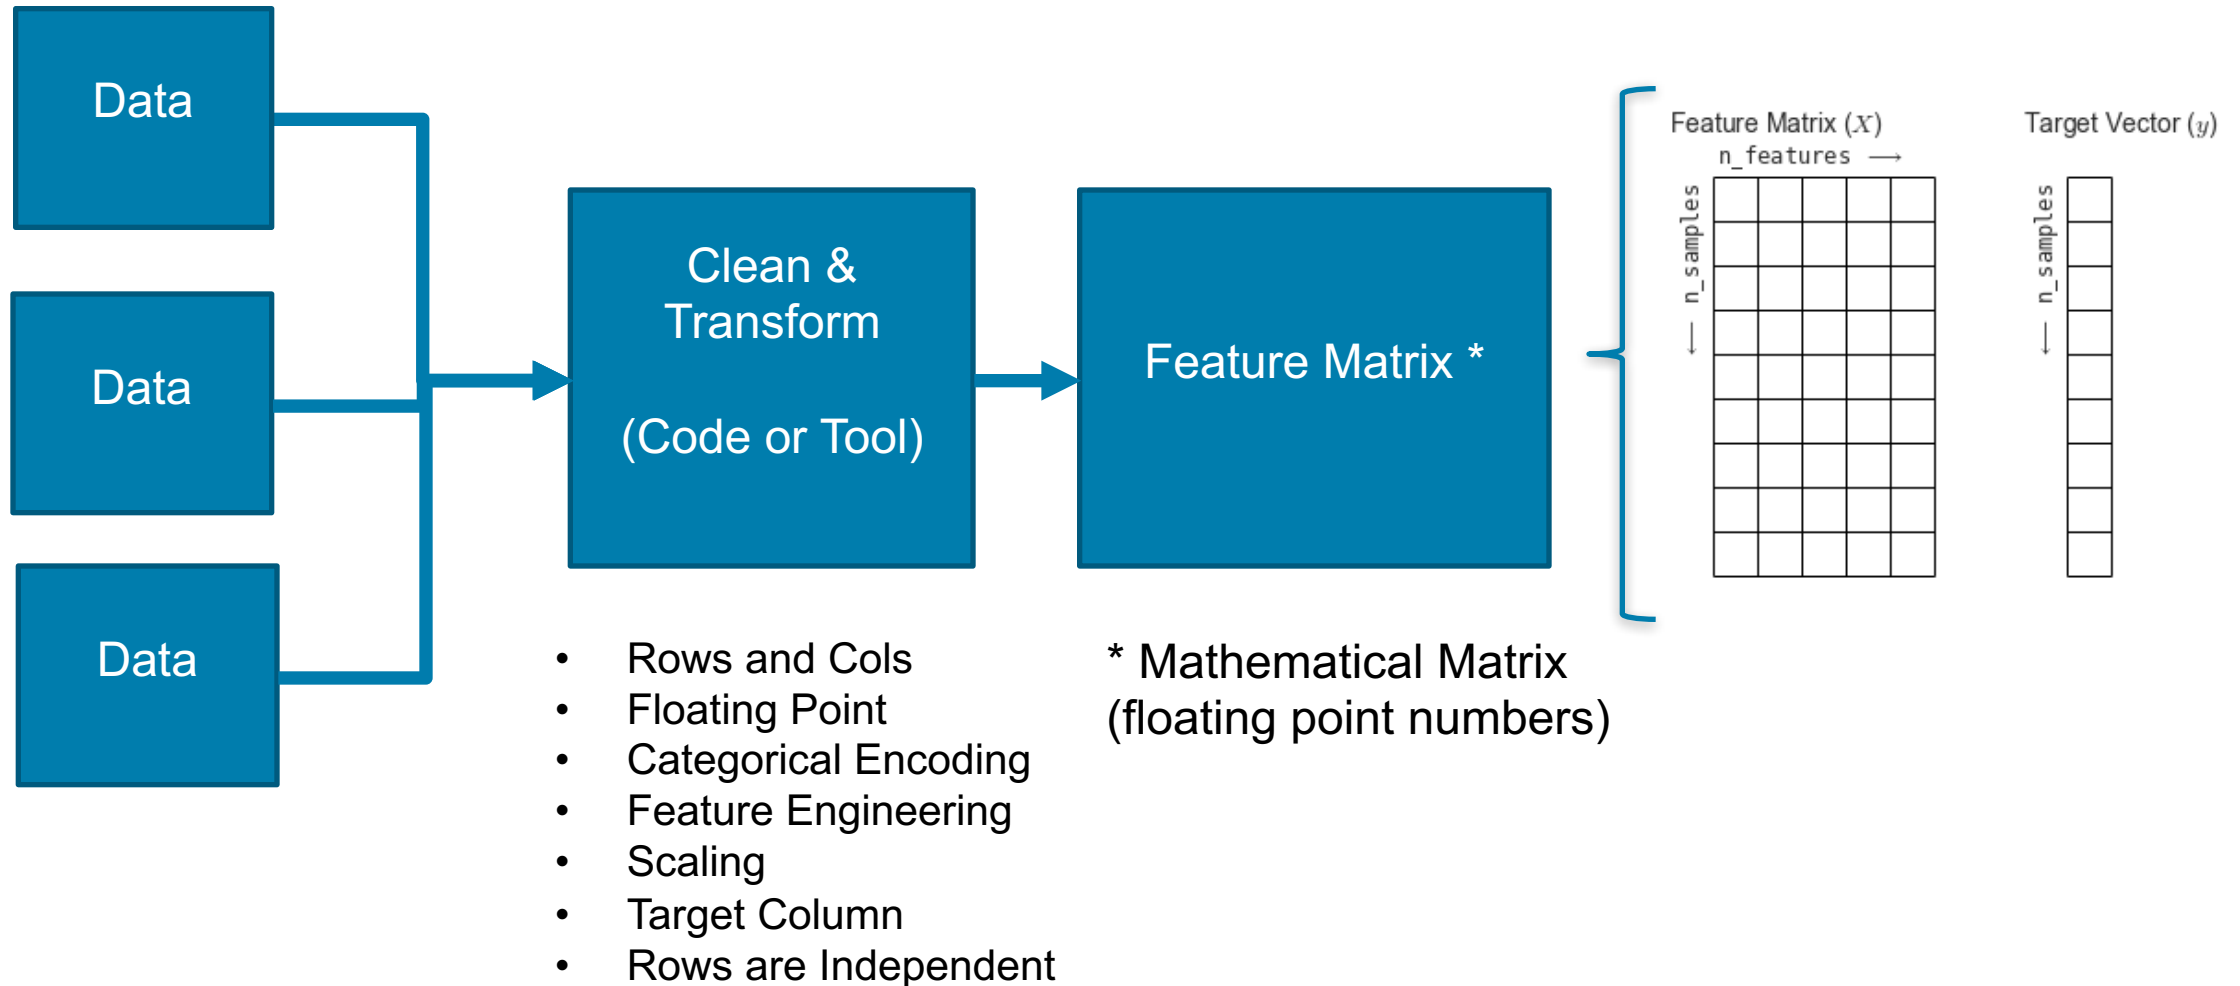 Data
Data
Data
Clean &
Transform
(Code or Tool)
Feature Matrix *
Feature Matrix (X)
n_features ⟶
⟵ n_samples
Target Vector (y)
⟵ n_samples
• Rows and Cols
• Floating Point
• Categorical Encoding
• Feature Engineering
• Scaling
• Target Column
• Rows are Independent
* Mathematical Matrix
(floating point numbers)